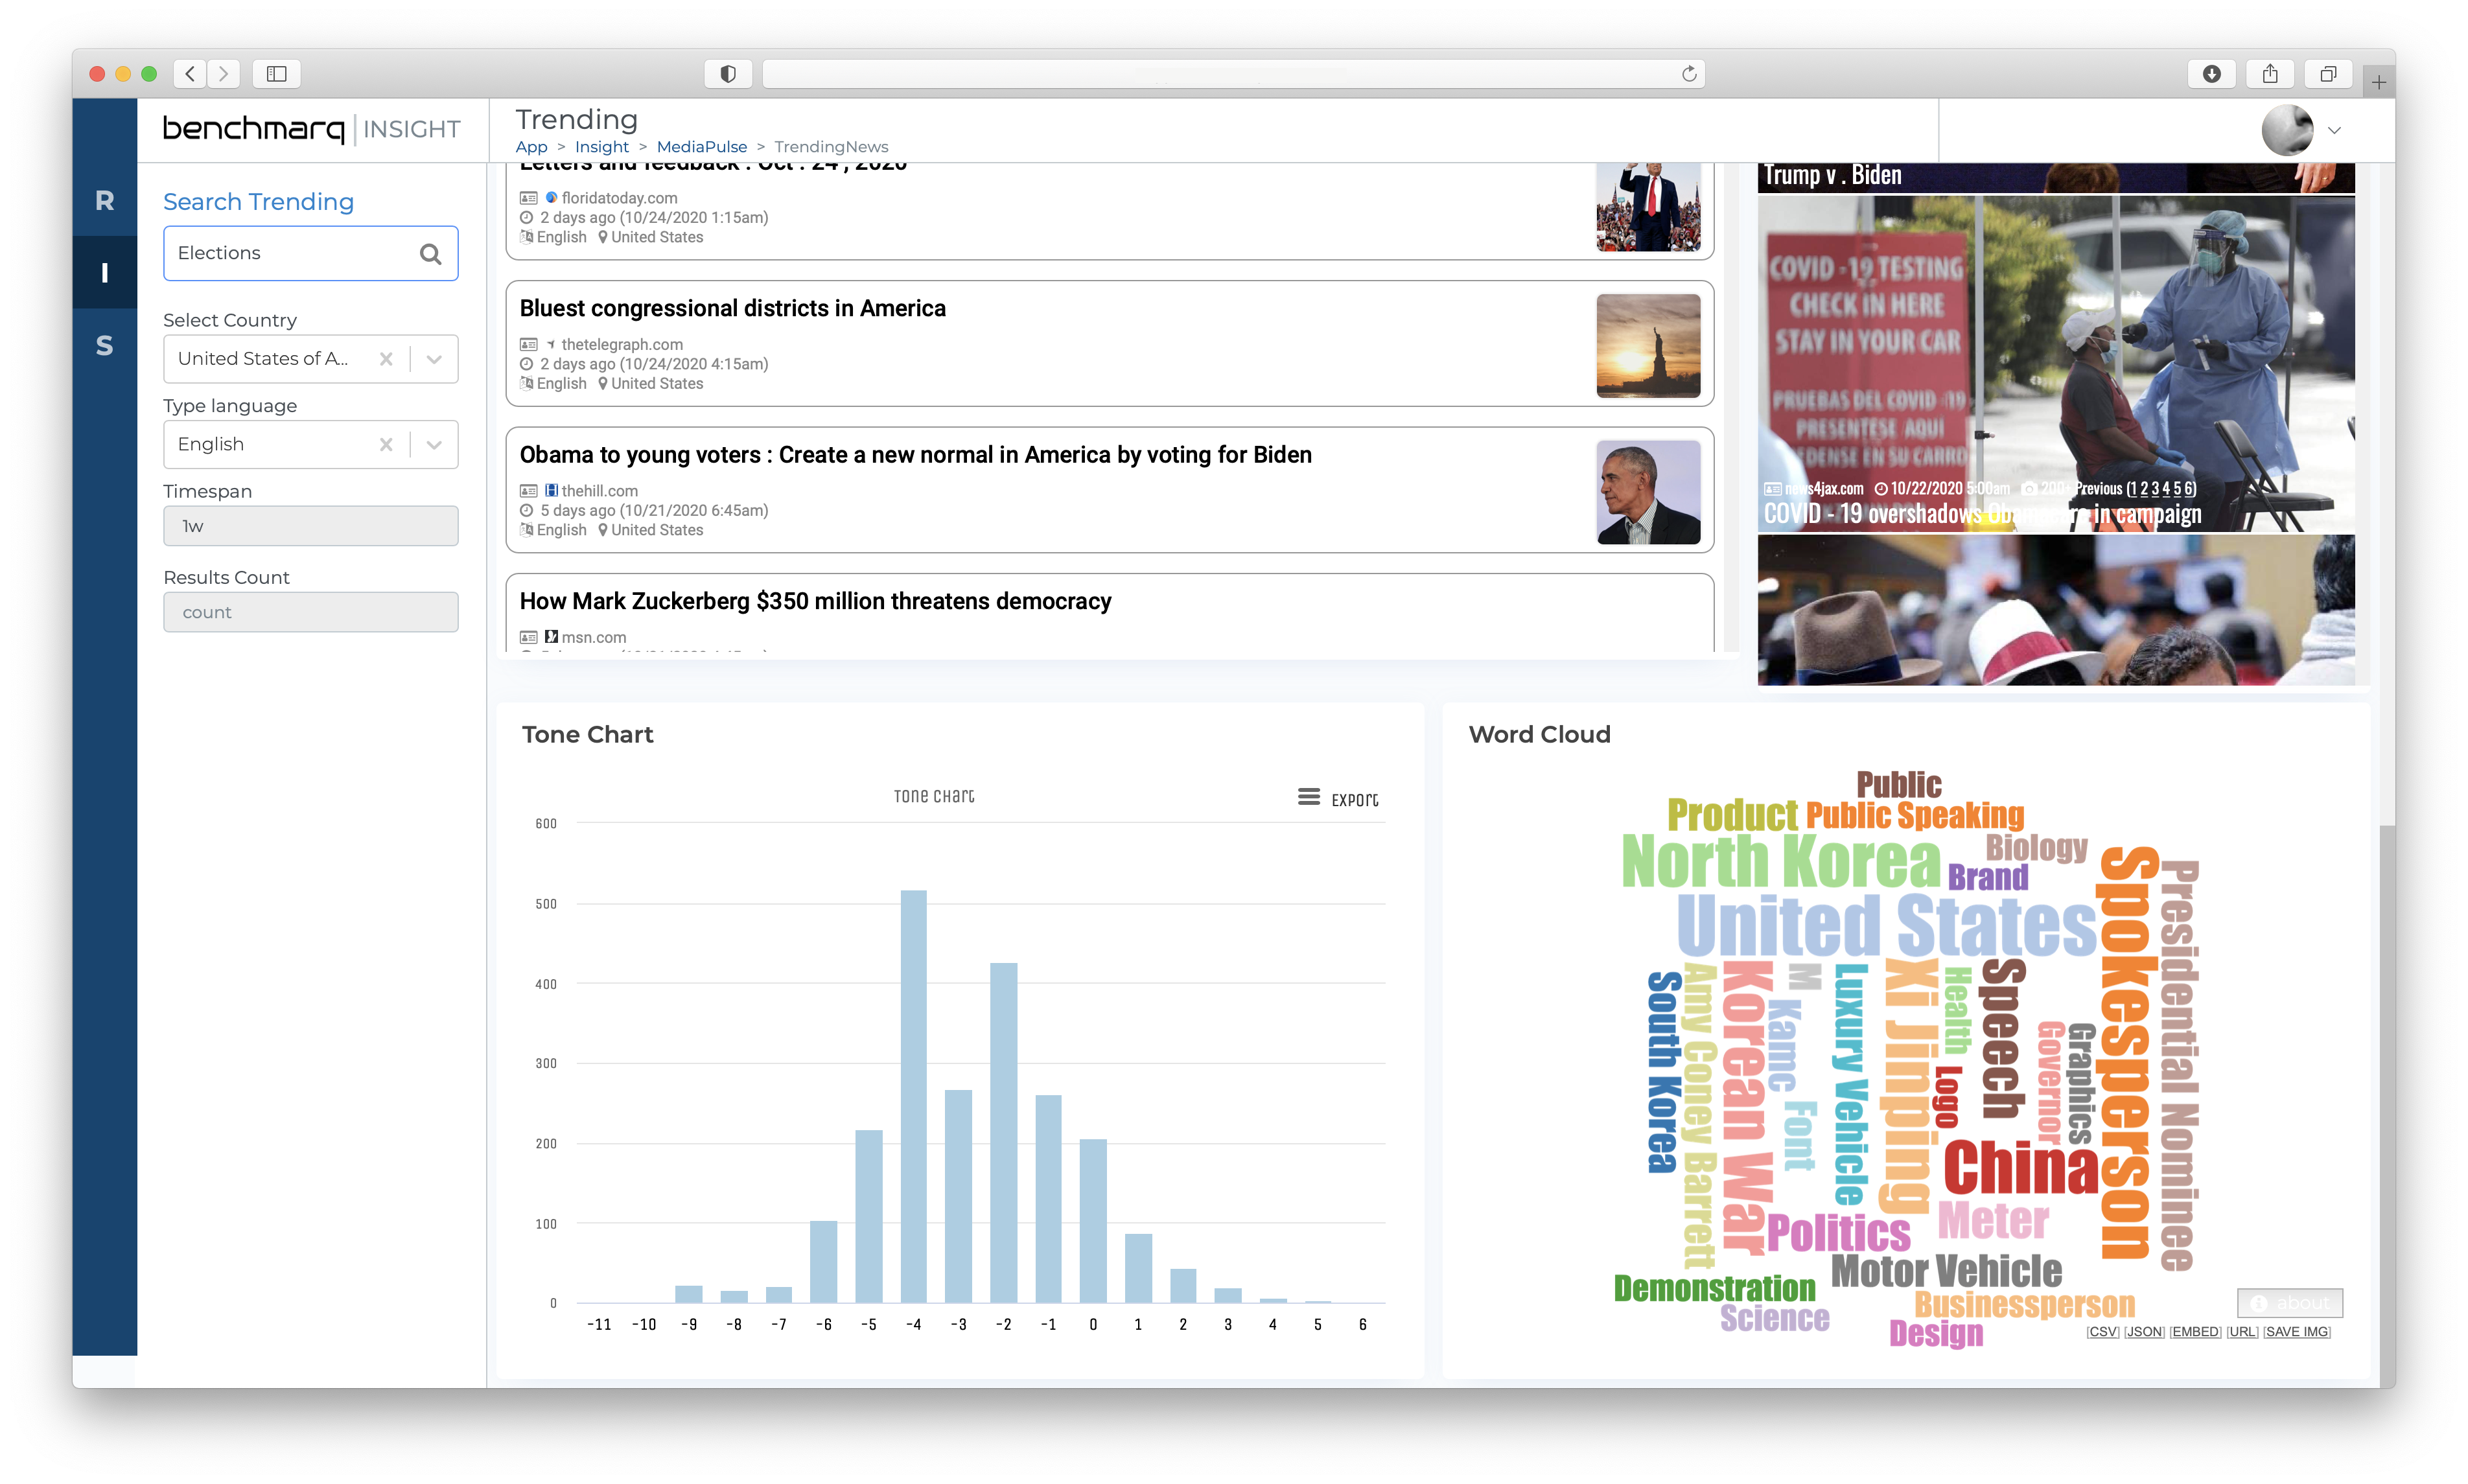 benchmarq | INSIGHT
Trending
App > Insight > MediaPulse > TrendingNews
R
I
S
Search Trending
Elections
Select Country
United States of A...
Type language
English
Timespan
1w
Results Count
count
Letters and feedback : Oct . 24 , 2020
floridatoday.com
2 days ago (10/24/2020 1:15am)
English United States
Bluest congressional districts in America
thetelegraph.com
2 days ago (10/24/2020 4:15am)
English United States
Obama to young voters : Create a new normal in America by voting for Biden
thehill.com
5 days ago (10/21/2020 6:45am)
English United States
How Mark Zuckerberg $350 million threatens democracy
msn.com
Trump v . Biden
COVID -19 TESTING
CHECK IN HERE
STAY IN YOUR CAR
PRUEBAS DEL COVID -19
PRESENTESE AQUI
EN SU CARRO
news4jax.com 10/22/2020 5:00am 200+ Previous (1 2 3 4 5 6)
COVID - 19 overshadows Obamacare in campaign
Tone Chart
Tone Chart
Export
600
500
400
300
200
100
0
-11 -10 -9 -8 -7 -6 -5 -4 -3 -2 -1 0 1 2 3 4 5 6
Word Cloud
Public
Product Public Speaking
North Korea Biology
Brand
United States
Spokesperson
Presidential Nominee
South Korea
Amy Coney Barrett
Korean War
M
Kamc
Font
Luxury Vehicle
Xi Jinping
Health
Logo
Speech
Governor
Graphics
China
Politics
Meter
Motor Vehicle
Demonstration
Science
Businessperson
Design
about
[CSV] [JSON] [EMBED] [URL] [SAVE IMG]